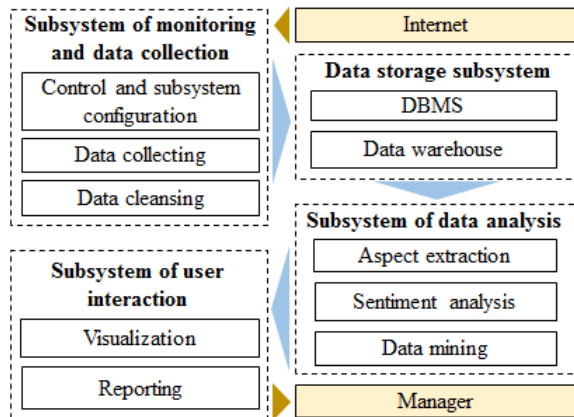 Subsystem of monitoring
and data collection
Control and subsystem
configuration
Data collecting
Data cleansing
Internet
Data storage subsystem
DBMS
Data warehouse
Subsystem of data analysis
Aspect extraction
Sentiment analysis
Data mining
Subsystem of user
interaction
Visualization
Reporting
Manager